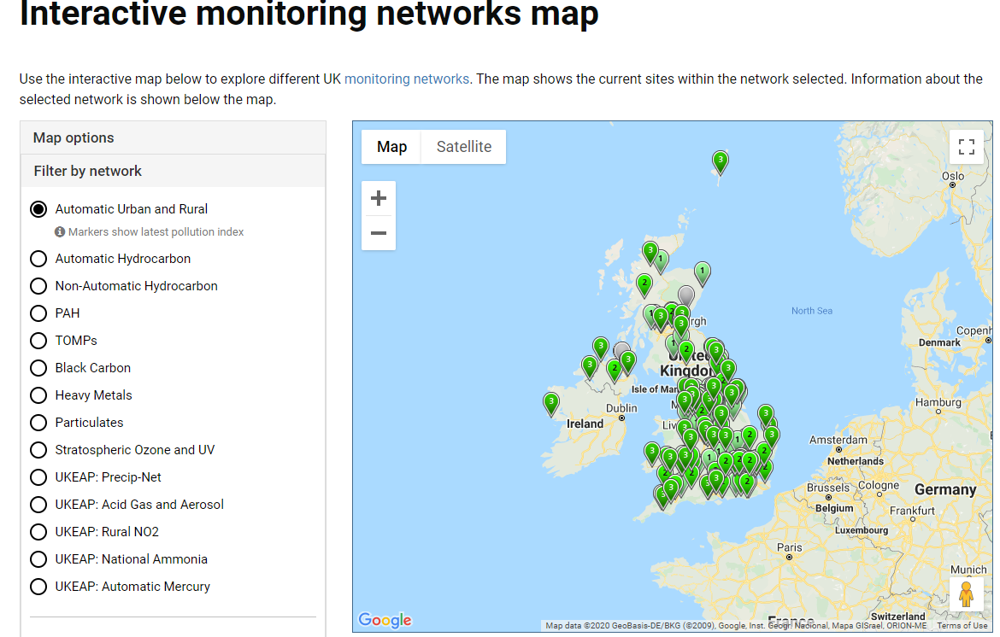 Interactive monitoring networks map
Use the interactive map below to explore different UK monitoring networks. The map shows the current sites within the network selected. Information about the
selected network is shown below the map.
Map options
Filter by network
Automatic Urban and Rural
Markers show latest pollution index
Automatic Hydrocarbon
Non-Automatic Hydrocarbon
PAH
TOMPs
Black Carbon
Heavy Metals
Particulates
Stratospheric Ozone and UV
UKEAP: Precip-Net
UKEAP: Acid Gas and Aerosol
UKEAP: Rural NO2
UKEAP: National Ammonia
UKEAP: Automatic Mercury
Map Satellite
Oslo
North Sea
rgh
Copenh
Denmark
United
Kingdo
Isle of Man
Dublin
Ireland
Liv
Hamburg
Amsterdam
Netherlands
Brussels
Cologne
Germany
Belgium
Frankfurt
Luxembourg
Paris
Munich
France
Switzerland
Google
Map data ©2020 GeoBasis-DE/BKG (©2009), Google, Inst. Geogr. Nacional, Mapa GISrael, ORION-ME
Terms of Use